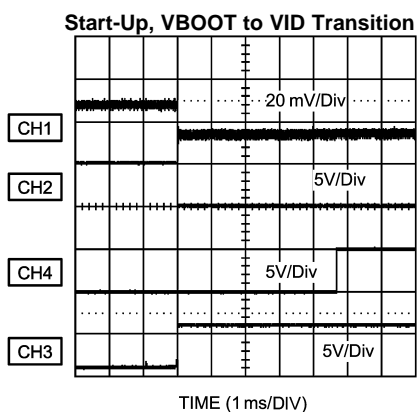 Start-Up, VBOOT to VID Transition
20 mV/Div
CH1
5V/Div
CH2
5V/Div
CH4
5V/Div
CH3
TIME (1 ms/DIV)